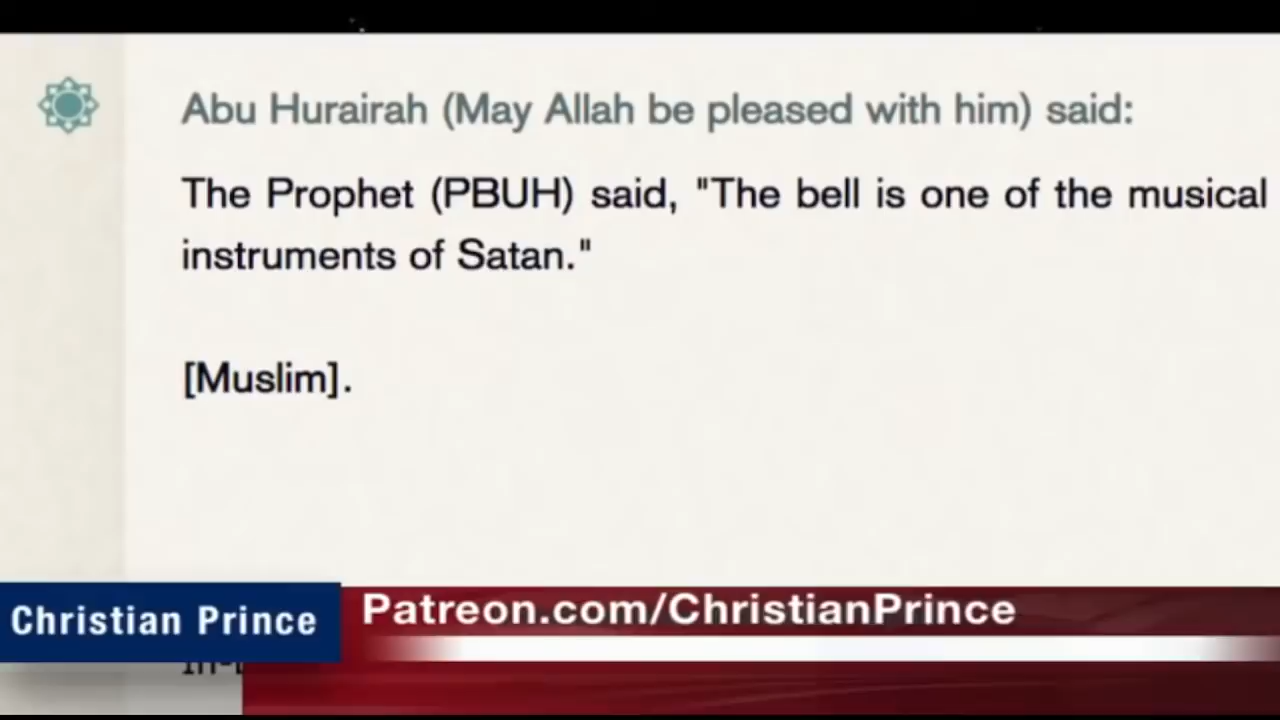 Abu Hurairah (May Allah be pleased with him) said:
The Prophet (PBUH) said, "The bell is one of the musical
instruments of Satan."
[Muslim].
Christian Prince
Patreon.com/ChristianPrince